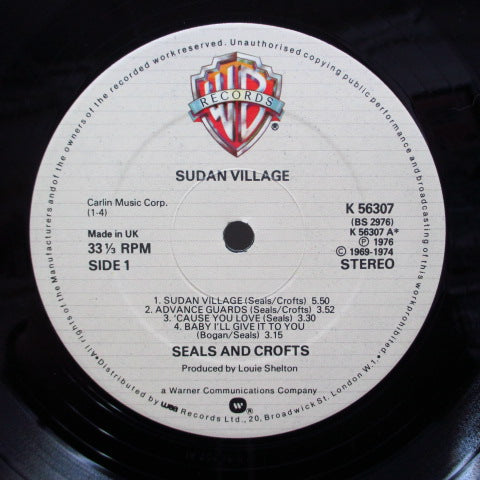 All rights of the Manufacturers and of the owners of the recorded work reserved. Unauthorised copying public performance and broadcasting of this work prohibited.
WB
RECORDS
®
SUDAN VILLAGE
Carlin Music Corp.
(1-4)
Made in UK
33⅓ RPM
SIDE 1
K 56307
(BS 2976)
K 56307 A*
Ⓟ 1976
© 1969-1974
STEREO
1. SUDAN VILLAGE (Seals/Crofts) 5.50
2. ADVANCE GUARDS (Seals/Crofts) 3.52
3. 'CAUSE YOU LOVE (Seals) 3.30
4. BABY I'LL GIVE IT TO YOU
(Bogan/Seals) 3.15
SEALS AND CROFTS
Produced by Louie Shelton
a Warner Communications Company
®
•Distributed by wea Records Ltd., 20, Broadwick St. London W.1.•